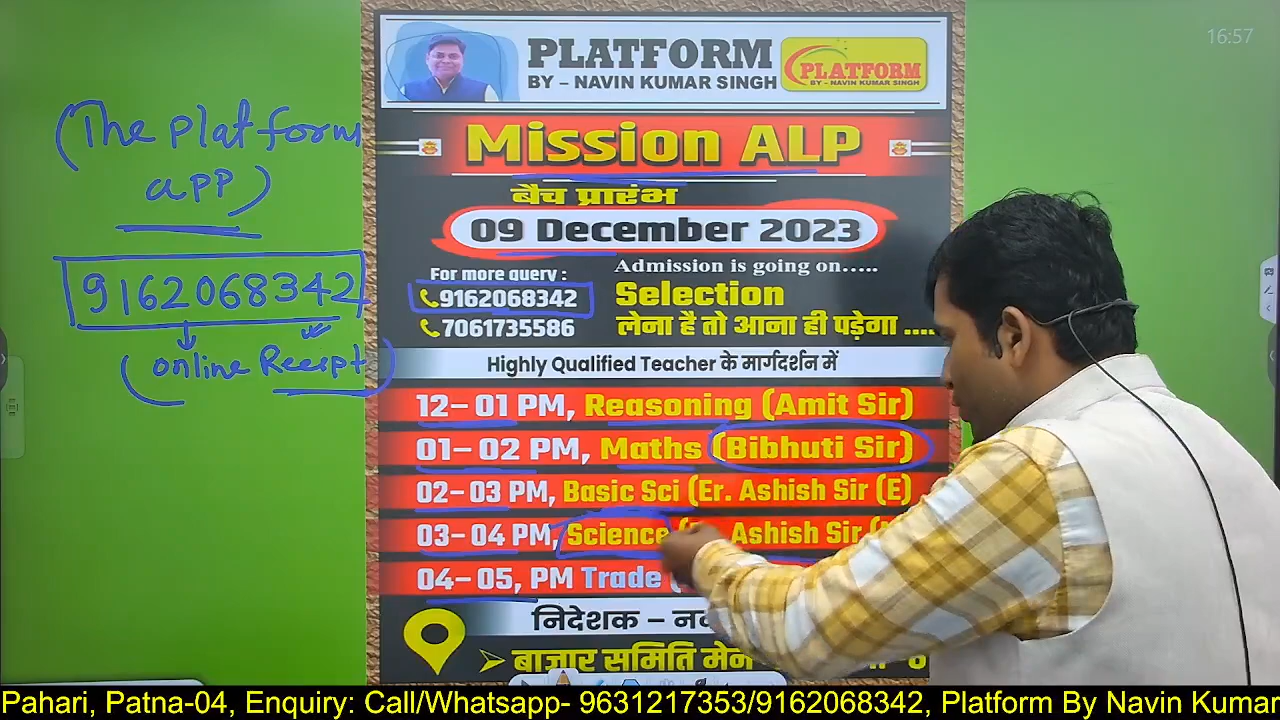 16:57
PLATFORM
BY – NAVIN KUMAR SINGH
PLATFORM
BY - NAVIN KUMAR SINGH
(The Platform
app)
Mission ALP
बैच प्रारंभ
09 December 2023
9162068342
(online Receipt)
For more query :
9162068342
7061735586
Admission is going on.....
Selection
लेना है तो आना ही पड़ेगा ....
Highly Qualified Teacher के मार्गदर्शन में
12– 01 PM, Reasoning (Amit Sir)
01– 02 PM, Maths (Bibhuti Sir)
02– 03 PM, Basic Sci (Er. Ashish Sir (E)
03– 04 PM, Science Ashish Sir
04– 05, PM Trade
निदेशक –
बाजार समिति
Pahari, Patna-04, Enquiry: Call/Whatsapp- 9631217353/9162068342, Platform By Navin Kumar